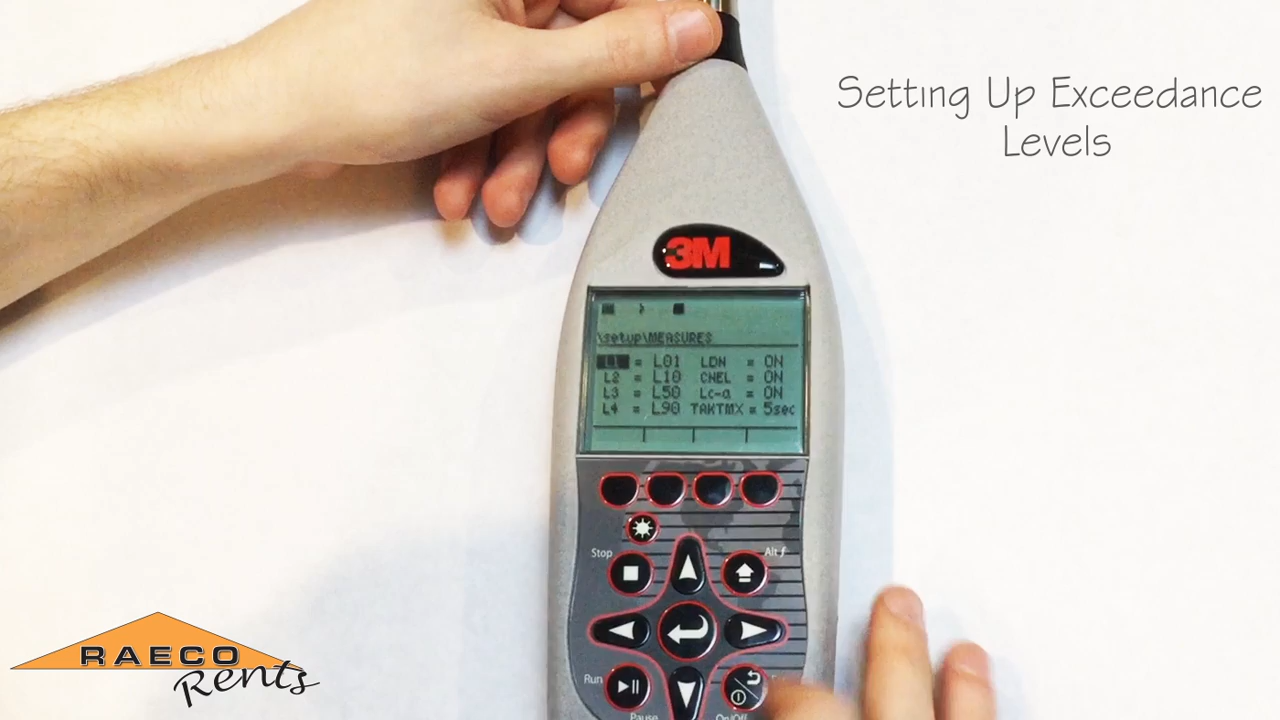 Setting Up Exceedance
Levels
3M
\setup\MEASURES
L1 = L01 LDN = ON
L2 = L10 CNEL = ON
L3 = L50 Lc-a = ON
L4 = L90 TAKTMX = 5sec
Stop
Alt f
Run
Pause
On/Off
RAECO
Rents